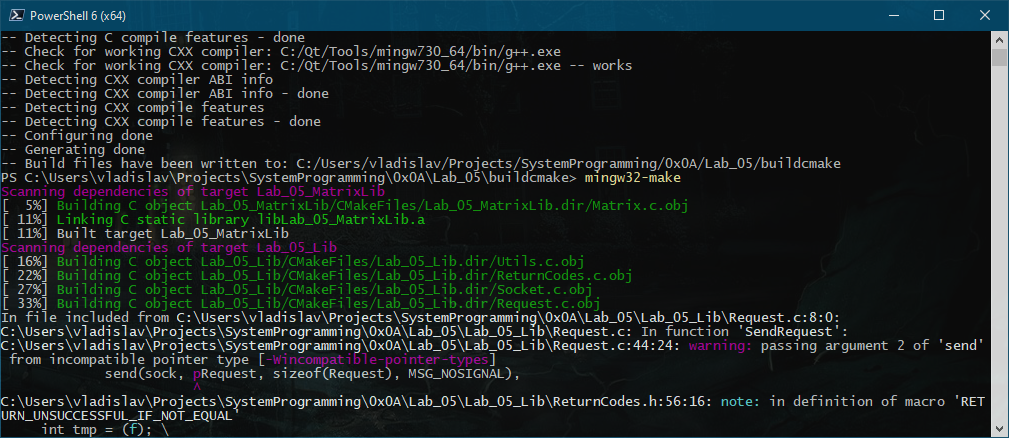 PowerShell 6 (x64)
-- Detecting C compile features - done
-- Check for working CXX compiler: C:/Qt/Tools/mingw730_64/bin/g++.exe
-- Check for working CXX compiler: C:/Qt/Tools/mingw730_64/bin/g++.exe -- works
-- Detecting CXX compiler ABI info
-- Detecting CXX compiler ABI info - done
-- Detecting CXX compile features
-- Detecting CXX compile features - done
-- Configuring done
-- Generating done
-- Build files have been written to: C:/Users/vladislav/Projects/SystemProgramming/0x0A/Lab_05/buildcmake
PS C:\Users\vladislav\Projects\SystemProgramming\0x0A\Lab_05\buildcmake> mingw32-make
Scanning dependencies of target Lab_05_MatrixLib
[  5%] Building C object Lab_05_MatrixLib/CMakeFiles/Lab_05_MatrixLib.dir/Matrix.c.obj
[ 11%] Linking C static library libLab_05_MatrixLib.a
[ 11%] Built target Lab_05_MatrixLib
Scanning dependencies of target Lab_05_Lib
[ 16%] Building C object Lab_05_Lib/CMakeFiles/Lab_05_Lib.dir/Utils.c.obj
[ 22%] Building C object Lab_05_Lib/CMakeFiles/Lab_05_Lib.dir/ReturnCodes.c.obj
[ 27%] Building C object Lab_05_Lib/CMakeFiles/Lab_05_Lib.dir/Socket.c.obj
[ 33%] Building C object Lab_05_Lib/CMakeFiles/Lab_05_Lib.dir/Request.c.obj
In file included from C:\Users\vladislav\Projects\SystemProgramming\0x0A\Lab_05\Lab_05_Lib\Request.c:8:0:
C:\Users\vladislav\Projects\SystemProgramming\0x0A\Lab_05\Lab_05_Lib\Request.c: In function 'SendRequest':
C:\Users\vladislav\Projects\SystemProgramming\0x0A\Lab_05\Lab_05_Lib\Request.c:44:24: warning: passing argument 2 of 'send'
 from incompatible pointer type [-Wincompatible-pointer-types]
             send(sock, pRequest, sizeof(Request), MSG_NOSIGNAL),
                        ^
C:\Users\vladislav\Projects\SystemProgramming\0x0A\Lab_05\Lab_05_Lib\ReturnCodes.h:56:16: note: in definition of macro 'RET
URN_UNSUCCESSFUL_IF_NOT_EQUAL'
     int tmp = (f); \